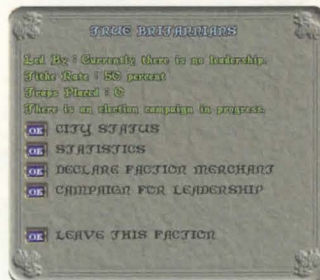 TRUE BRITANNIANS
Led By : Currently there is no leadership.
Tithe Rate : 50 percent
Traps Placed : 0
There is an election campaign in progress.
OK CITY STATUS
OK STATISTICS
OK DECLARE FACTION MERCHANT
OK CAMPAIGN FOR LEADERSHIP
OK LEAVE THIS FACTION